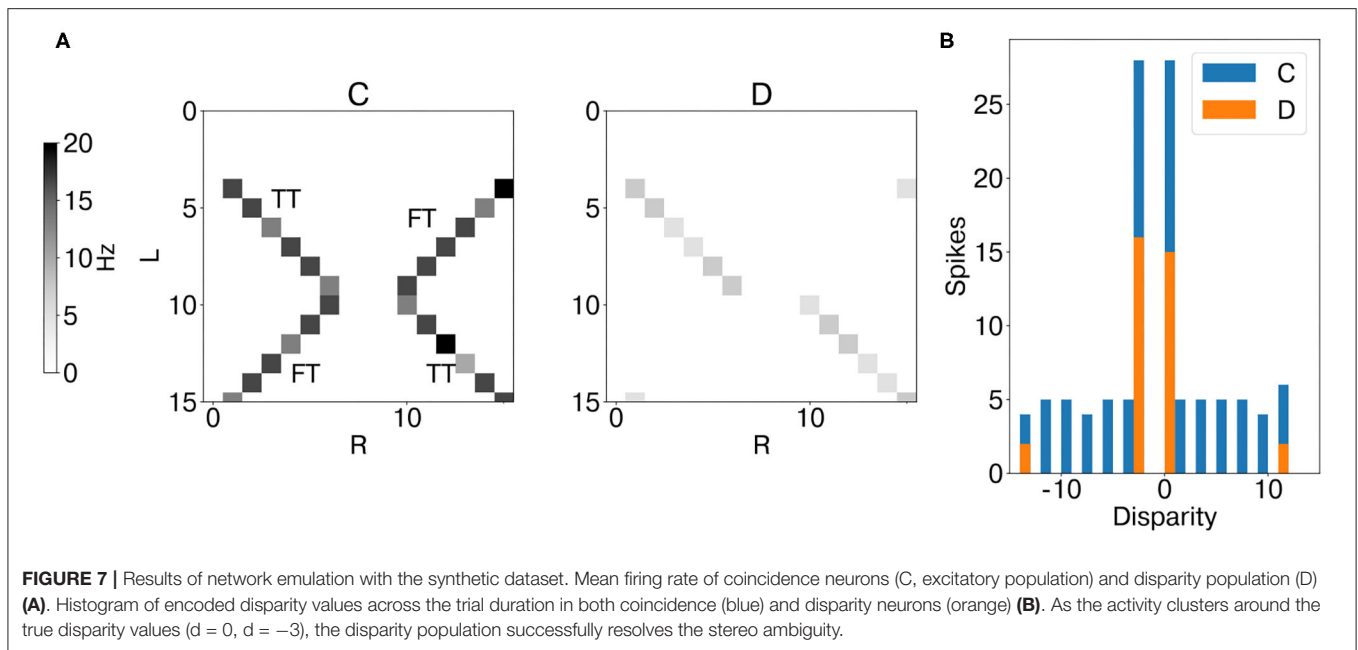 A
B
C
D
20
15
10
5
0
Hz
0
5
10
15
L
TT
FT
FT
TT
0
10
R
0
5
10
15
0
10
R
25
20
15
10
5
0
Spikes
C
D
-10
0
10
Disparity
FIGURE 7 | Results of network emulation with the synthetic dataset. Mean firing rate of coincidence neurons (C, excitatory population) and disparity population (D)
(A). Histogram of encoded disparity values across the trial duration in both coincidence (blue) and disparity neurons (orange) (B). As the activity clusters around the
true disparity values (d = 0, d = −3), the disparity population successfully resolves the stereo ambiguity.